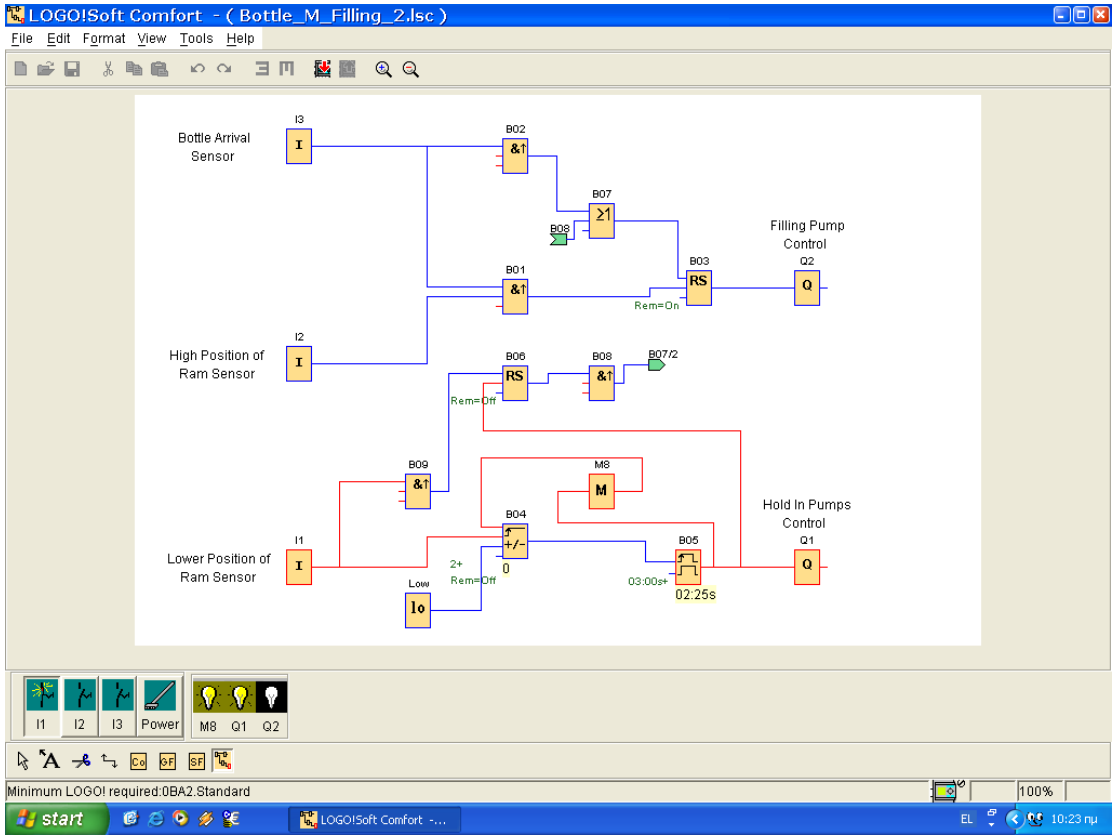 LOGO!Soft Comfort - ( Bottle_M_Filling_2.lsc )
File Edit Format View Tools Help
I3
Bottle Arrival
Sensor
I
B02
&↑
B07
≥1
B08
Filling Pump
Control
Q2
Q
B03
RS
Rem=On
B01
&↑
I2
High Position of
Ram Sensor
I
B06
RS
Rem=Off
B08
&↑
B07/2
B09
&↑
M8
M
Hold In Pumps
Control
Q1
Q
B04
+/-
0
2+
Rem=Off
B05
03:00s+
02:25s
I1
Lower Position of
Ram Sensor
I
Low
lo
I1 I2 I3 Power M8 Q1 Q2
A Co GF SF
Minimum LOGO! required:0BA2.Standard
100%
start
LOGO!Soft Comfort -...
EL
10:23 πμ